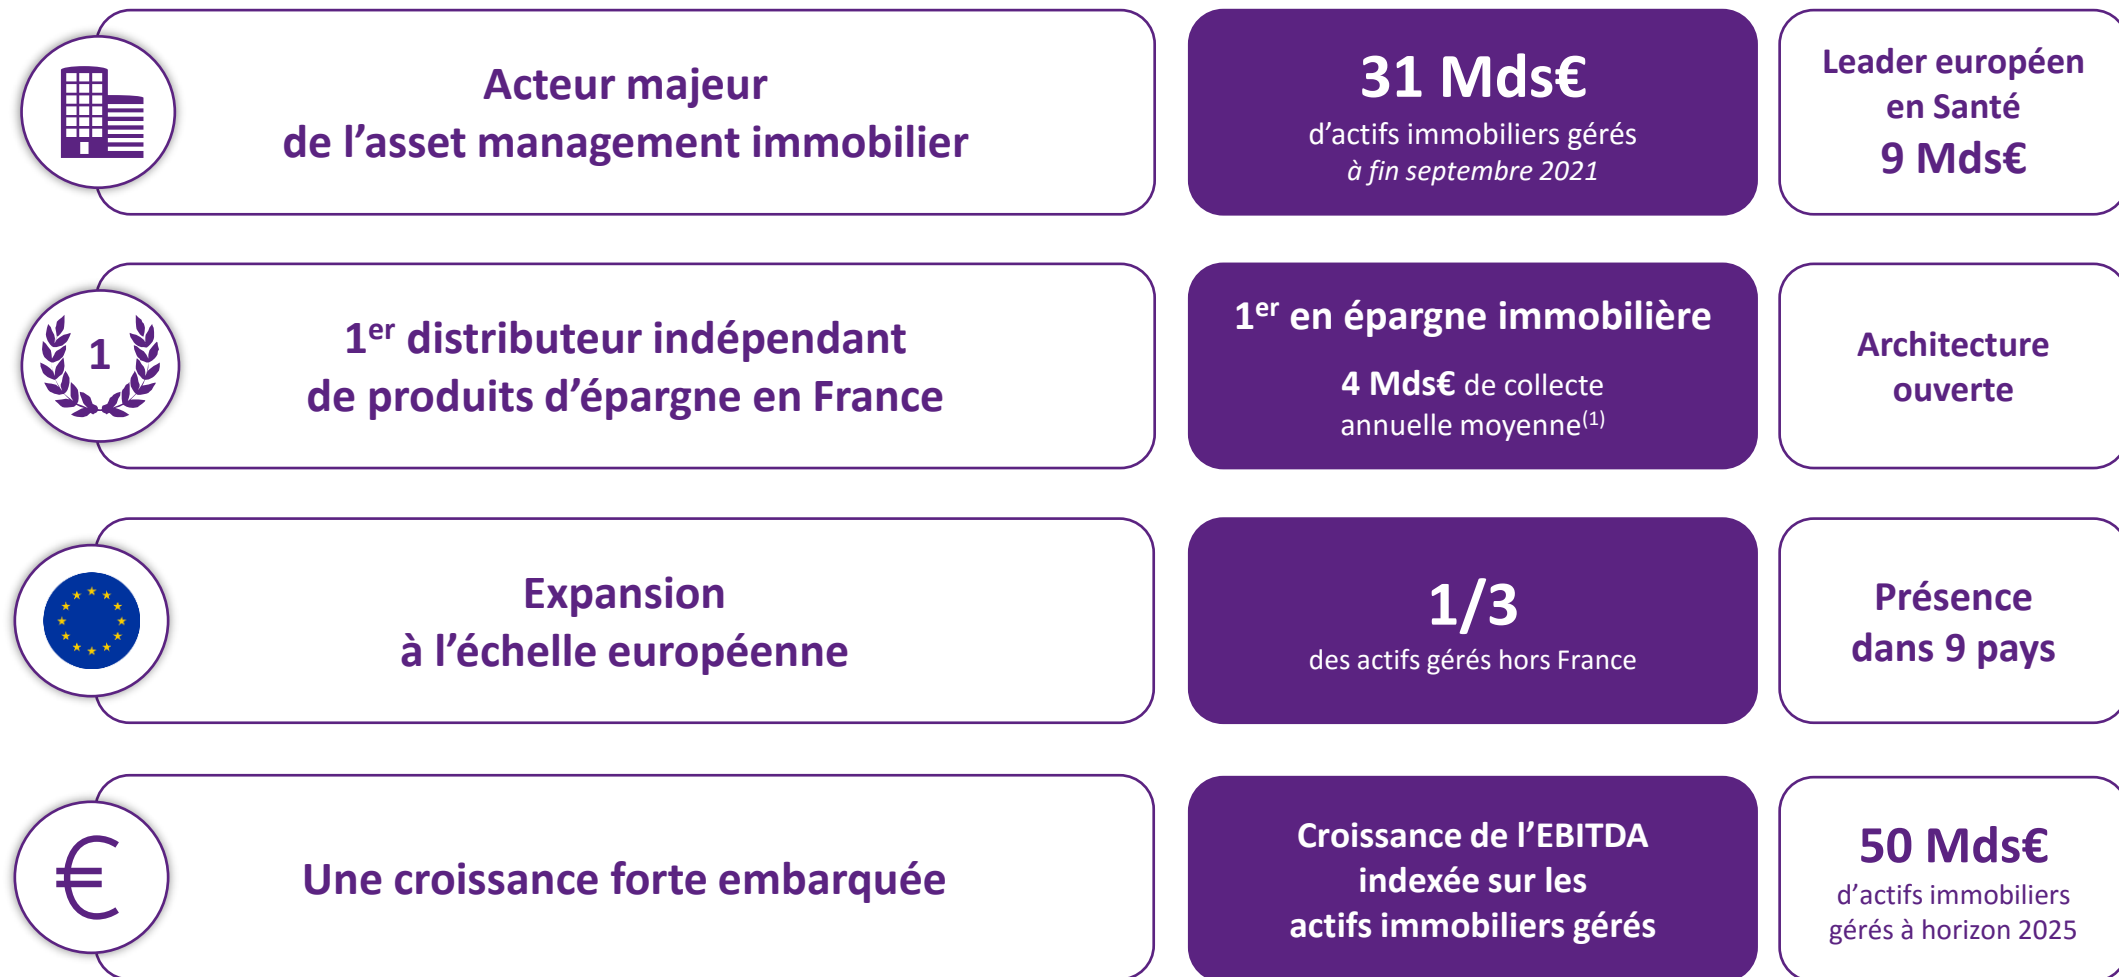 Acteur majeur
de l’asset management immobilier
31 Mds€
d’actifs immobiliers gérés
à fin septembre 2021
Leader européen
en Santé
9 Mds€
1
1er distributeur indépendant
de produits d’épargne en France
1er en épargne immobilière
4 Mds€ de collecte
annuelle moyenne(1)
Architecture
ouverte
Expansion
à l’échelle européenne
1/3
des actifs gérés hors France
Présence
dans 9 pays
€
Une croissance forte embarquée
Croissance de l’EBITDA
indexée sur les
actifs immobiliers gérés
50 Mds€
d’actifs immobiliers
gérés à horizon 2025